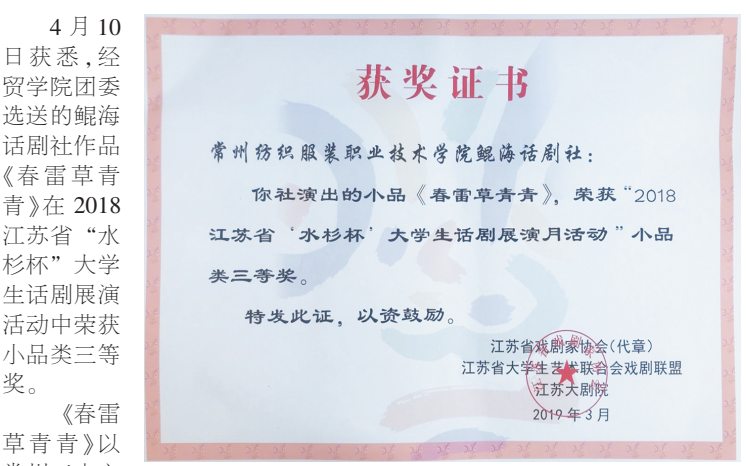 4 月 10
日获悉,经
贸学院团委
选送的鲲海
话剧社作品
《春雷草青
青》在 2018
江苏省“水
杉杯”大学
生话剧展演
活动中荣获
小品类三等
奖。
《春雷
草青青》以
获奖证书
常州纺织服装职业技术学院鲲海话剧社：
你社演出的小品《春雷草青青》，荣获“2018
江苏省‘水杉杯’大学生话剧展演月活动”小品
类三等奖。
特发此证，以资鼓励。
江苏省戏剧家协会(代章)
江苏省大学生艺术联合会戏剧联盟
江苏大剧院
2019 年 3 月